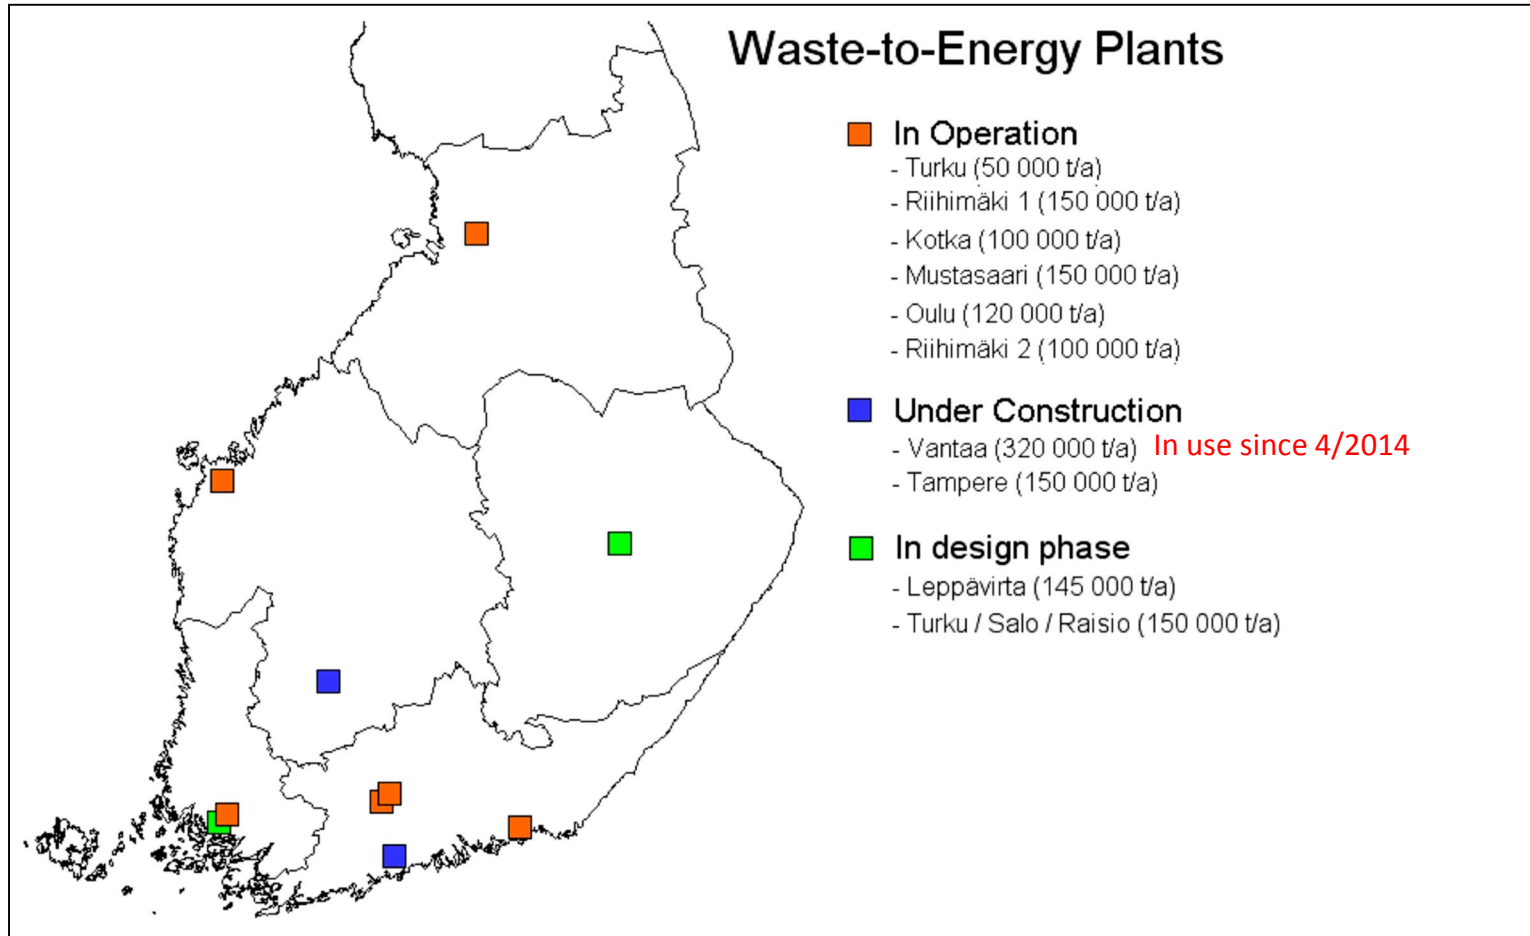 Waste-to-Energy Plants
In Operation
- Turku (50 000 t/a)
- Riihimäki 1 (150 000 t/a)
- Kotka (100 000 t/a)
- Mustasaari (150 000 t/a)
- Oulu (120 000 t/a)
- Riihimäki 2 (100 000 t/a)
Under Construction
- Vantaa (320 000 t/a) In use since 4/2014
- Tampere (150 000 t/a)
In design phase
- Leppävirta (145 000 t/a)
- Turku / Salo / Raisio (150 000 t/a)